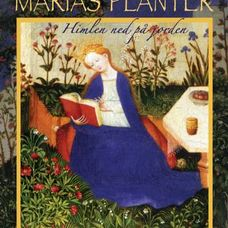 MARIAS PLANTER
Himlen ned på jorden